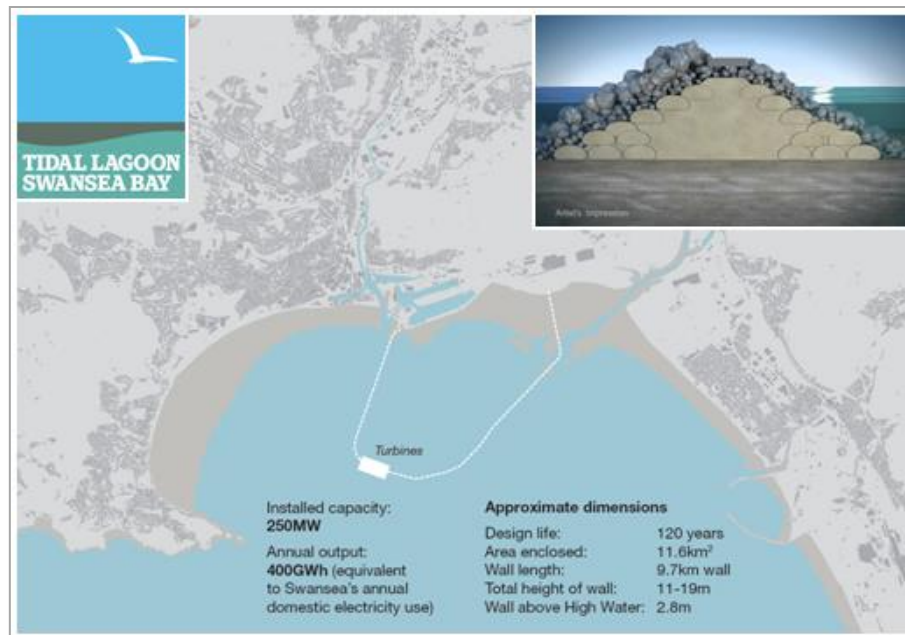 TIDAL LAGOON
SWANSEA BAY
Artist's Impression
Turbines
Installed capacity:
250MW
Annual output:
400GWh (equivalent
to Swansea's annual
domestic electricity use)
Approximate dimensions
Design life: 120 years
Area enclosed: 11.6km²
Wall length: 9.7km wall
Total height of wall: 11-19m
Wall above High Water: 2.8m